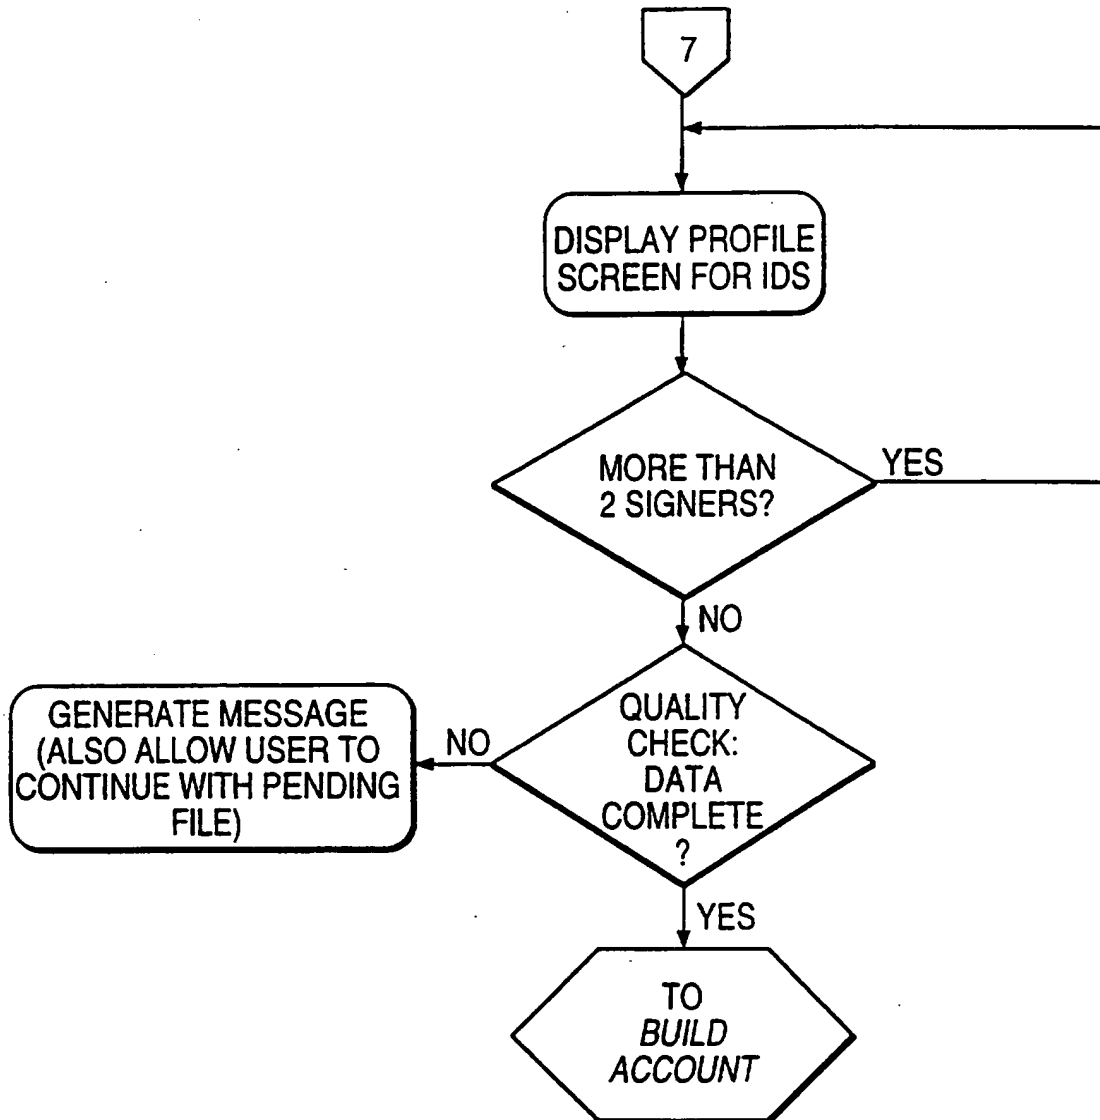 7
DISPLAY PROFILE
SCREEN FOR IDS
MORE THAN
2 SIGNERS?
YES
NO
QUALITY
CHECK:
DATA
COMPLETE
?
NO
GENERATE MESSAGE
(ALSO ALLOW USER TO
CONTINUE WITH PENDING
FILE)
YES
TO
BUILD
ACCOUNT